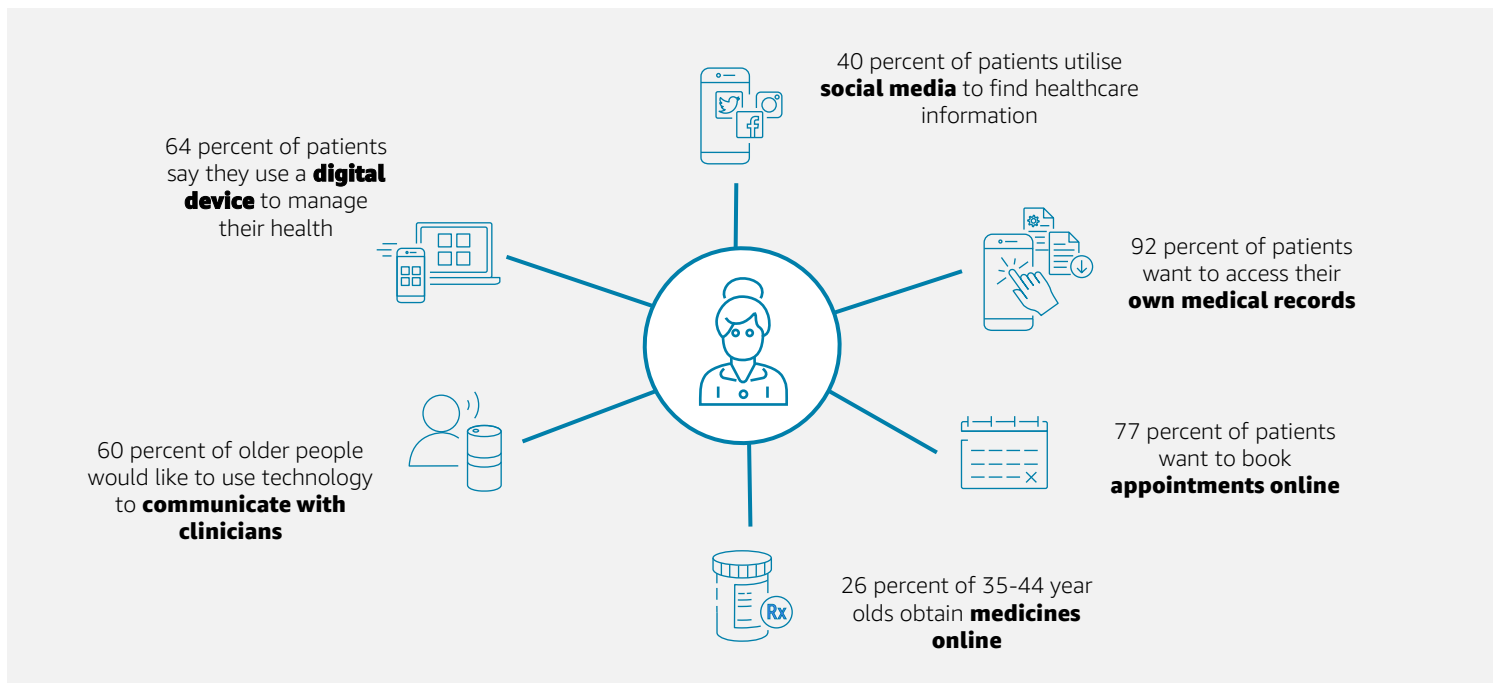 40 percent of patients utilise
social media to find healthcare
information
64 percent of patients
say they use a digital
device to manage
their health
92 percent of patients
want to access their
own medical records
60 percent of older people
would like to use technology
to communicate with
clinicians
77 percent of patients
want to book
appointments online
26 percent of 35-44 year
olds obtain medicines
online
Rx